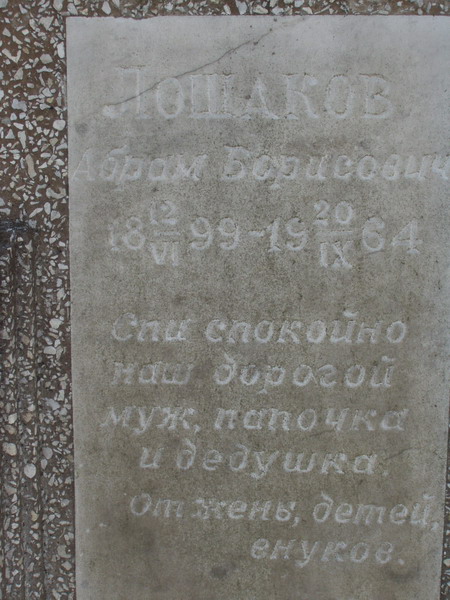 Лошаков
Абрам Борисович
18 12/VI 99-19 20/IX 64
Спи спокойно
наш дорогой
муж, папочка
и дедушка.
От жены, детей,
внуков.